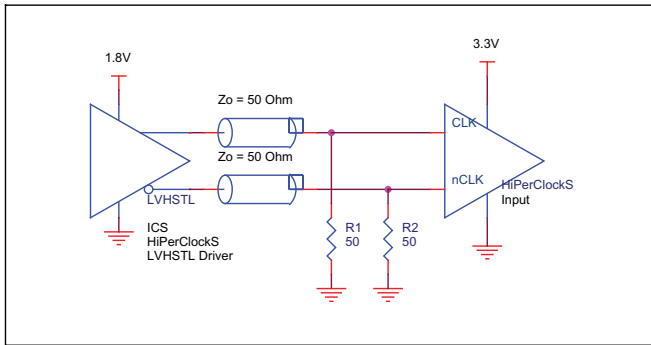 1.8V
3.3V
Zo = 50 Ohm
CLK
Zo = 50 Ohm
nCLK
HiPerClockS
Input
LVHSTL
ICS
HiPerClockS
LVHSTL Driver
R1
50
R2
50